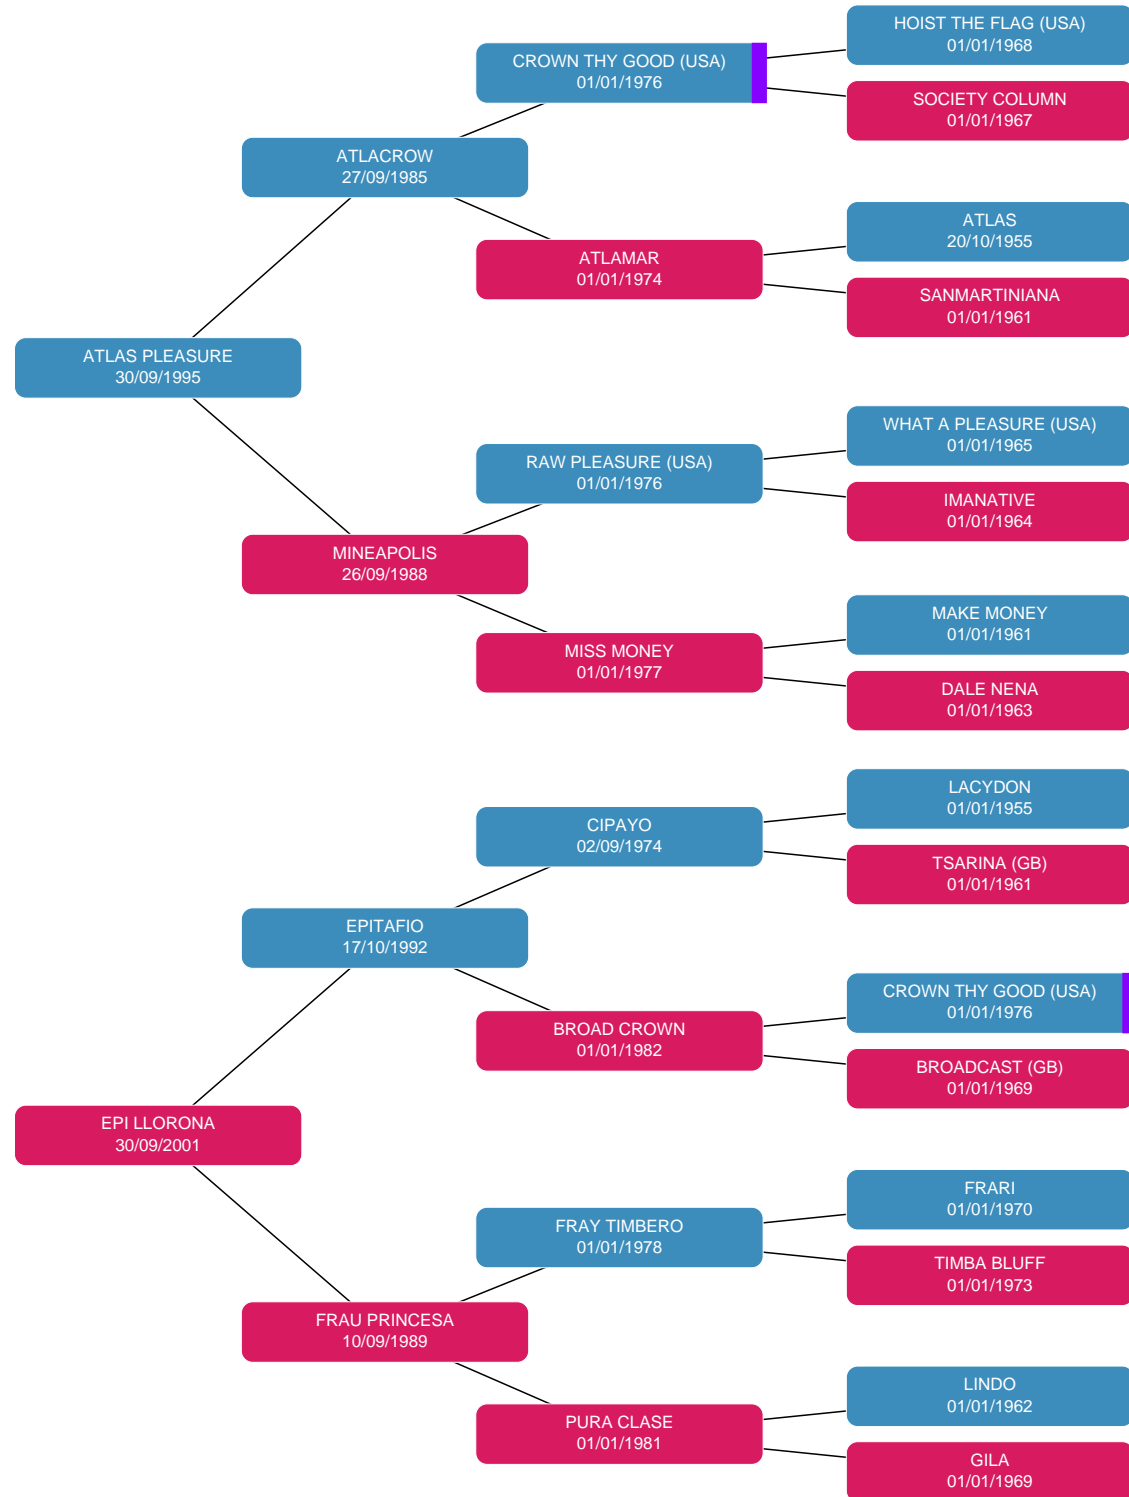 HOIST THE FLAG (USA)
01/01/1968
CROWN THY GOOD (USA)
01/01/1976
SOCIETY COLUMN
01/01/1967
ATLACROW
27/09/1985
ATLAS
20/10/1955
ATLAMAR
01/01/1974
SANMARTINIANA
01/01/1961
ATLAS PLEASURE
30/09/1995
WHAT A PLEASURE (USA)
01/01/1965
RAW PLEASURE (USA)
01/01/1976
IMANATIVE
01/01/1964
MINEAPOLIS
26/09/1988
MAKE MONEY
01/01/1961
MISS MONEY
01/01/1977
DALE NENA
01/01/1963
LACYDON
01/01/1955
CIPAYO
02/09/1974
TSARINA (GB)
01/01/1961
EPITAFIO
17/10/1992
CROWN THY GOOD (USA)
01/01/1976
BROAD CROWN
01/01/1982
BROADCAST (GB)
01/01/1969
EPI LLORONA
30/09/2001
FRARI
01/01/1970
FRAY TIMBERO
01/01/1978
TIMBA BLUFF
01/01/1973
FRAU PRINCESA
10/09/1989
LINDO
01/01/1962
PURA CLASE
01/01/1981
GILA
01/01/1969